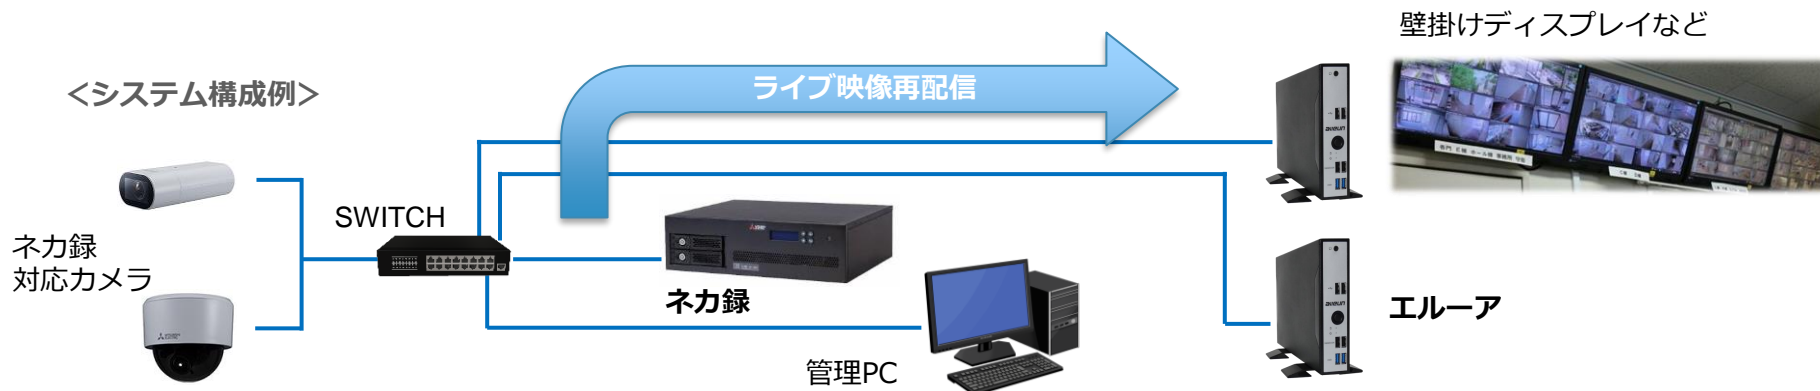 壁掛けディスプレイなど
<システム構成例>
ライブ映像再配信
SWITCH
ネカ録
対応カメラ
ネカ録
エルーア
管理PC
MITSUBISHI
ELECTRIC